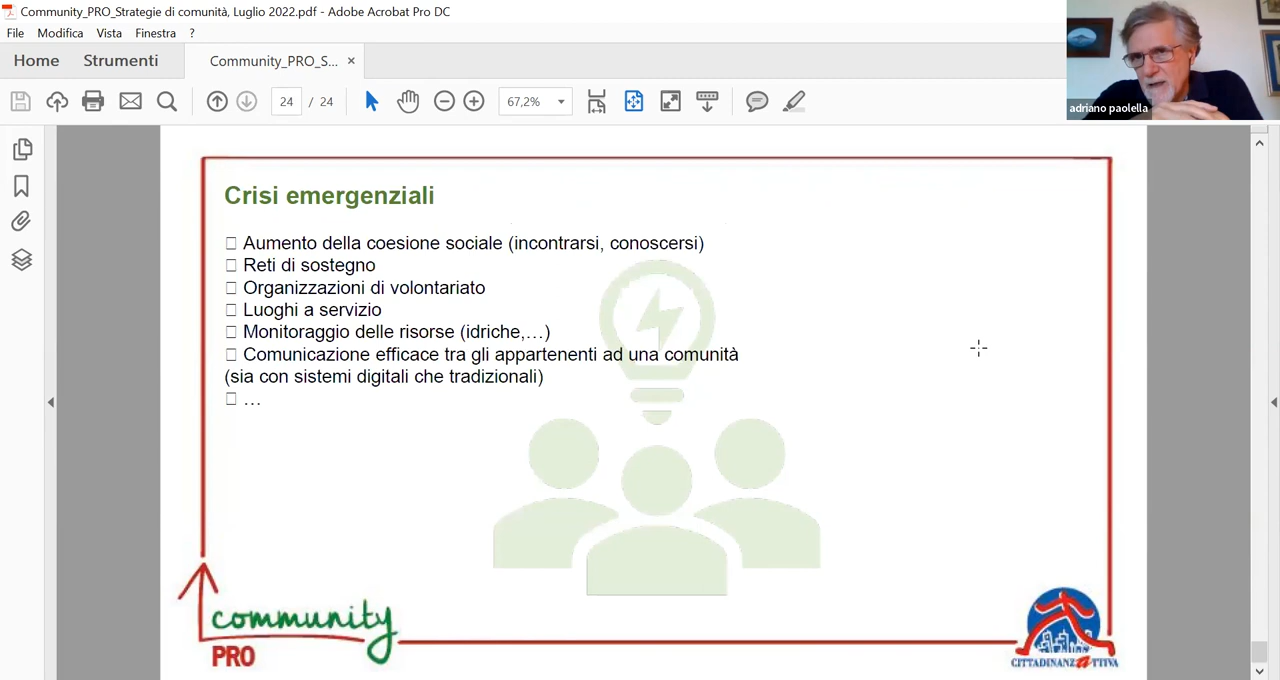 Community_PRO_Strategie di comunità, Luglio 2022.pdf - Adobe Acrobat Pro DC
File Modifica Vista Finestra ?
Home Strumenti Community_PRO_S... ×
24 / 24 67,2%
adriano paolella
Crisi emergenziali
□ Aumento della coesione sociale (incontrarsi, conoscersi)
□ Reti di sostegno
□ Organizzazioni di volontariato
□ Luoghi a servizio
□ Monitoraggio delle risorse (idriche,…)
□ Comunicazione efficace tra gli appartenenti ad una comunità
(sia con sistemi digitali che tradizionali)
□ …
community
PRO
CITTADINANZATTIVA